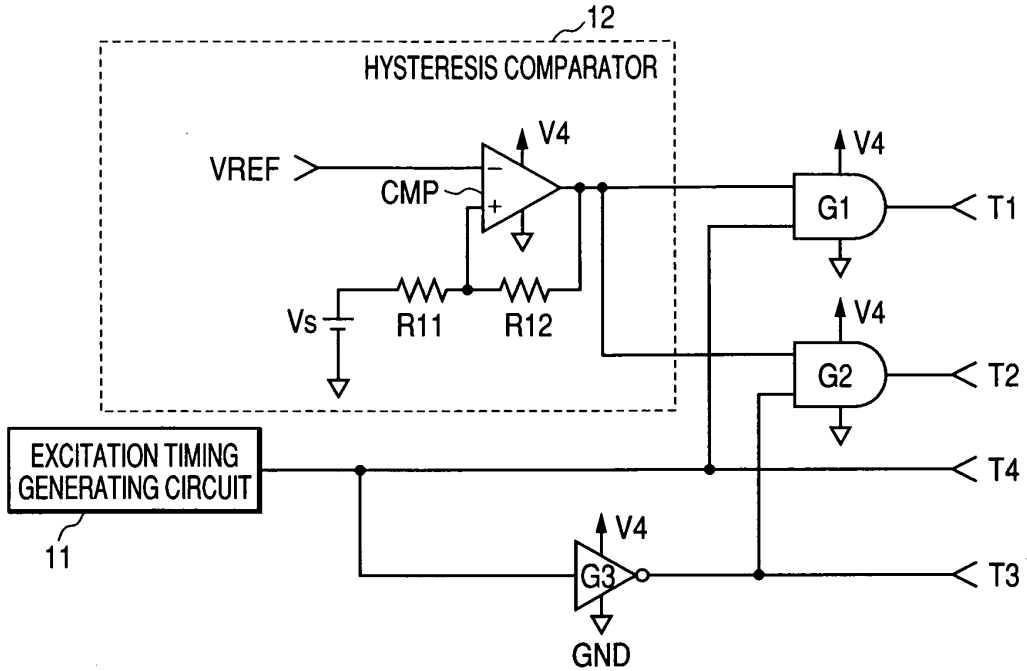 12
HYSTERESIS COMPARATOR
VREF
−
CMP
+
V4
V4
G1
T1
Vs
R11
R12
V4
G2
T2
EXCITATION TIMING
GENERATING CIRCUIT
T4
11
V4
G3
T3
GND